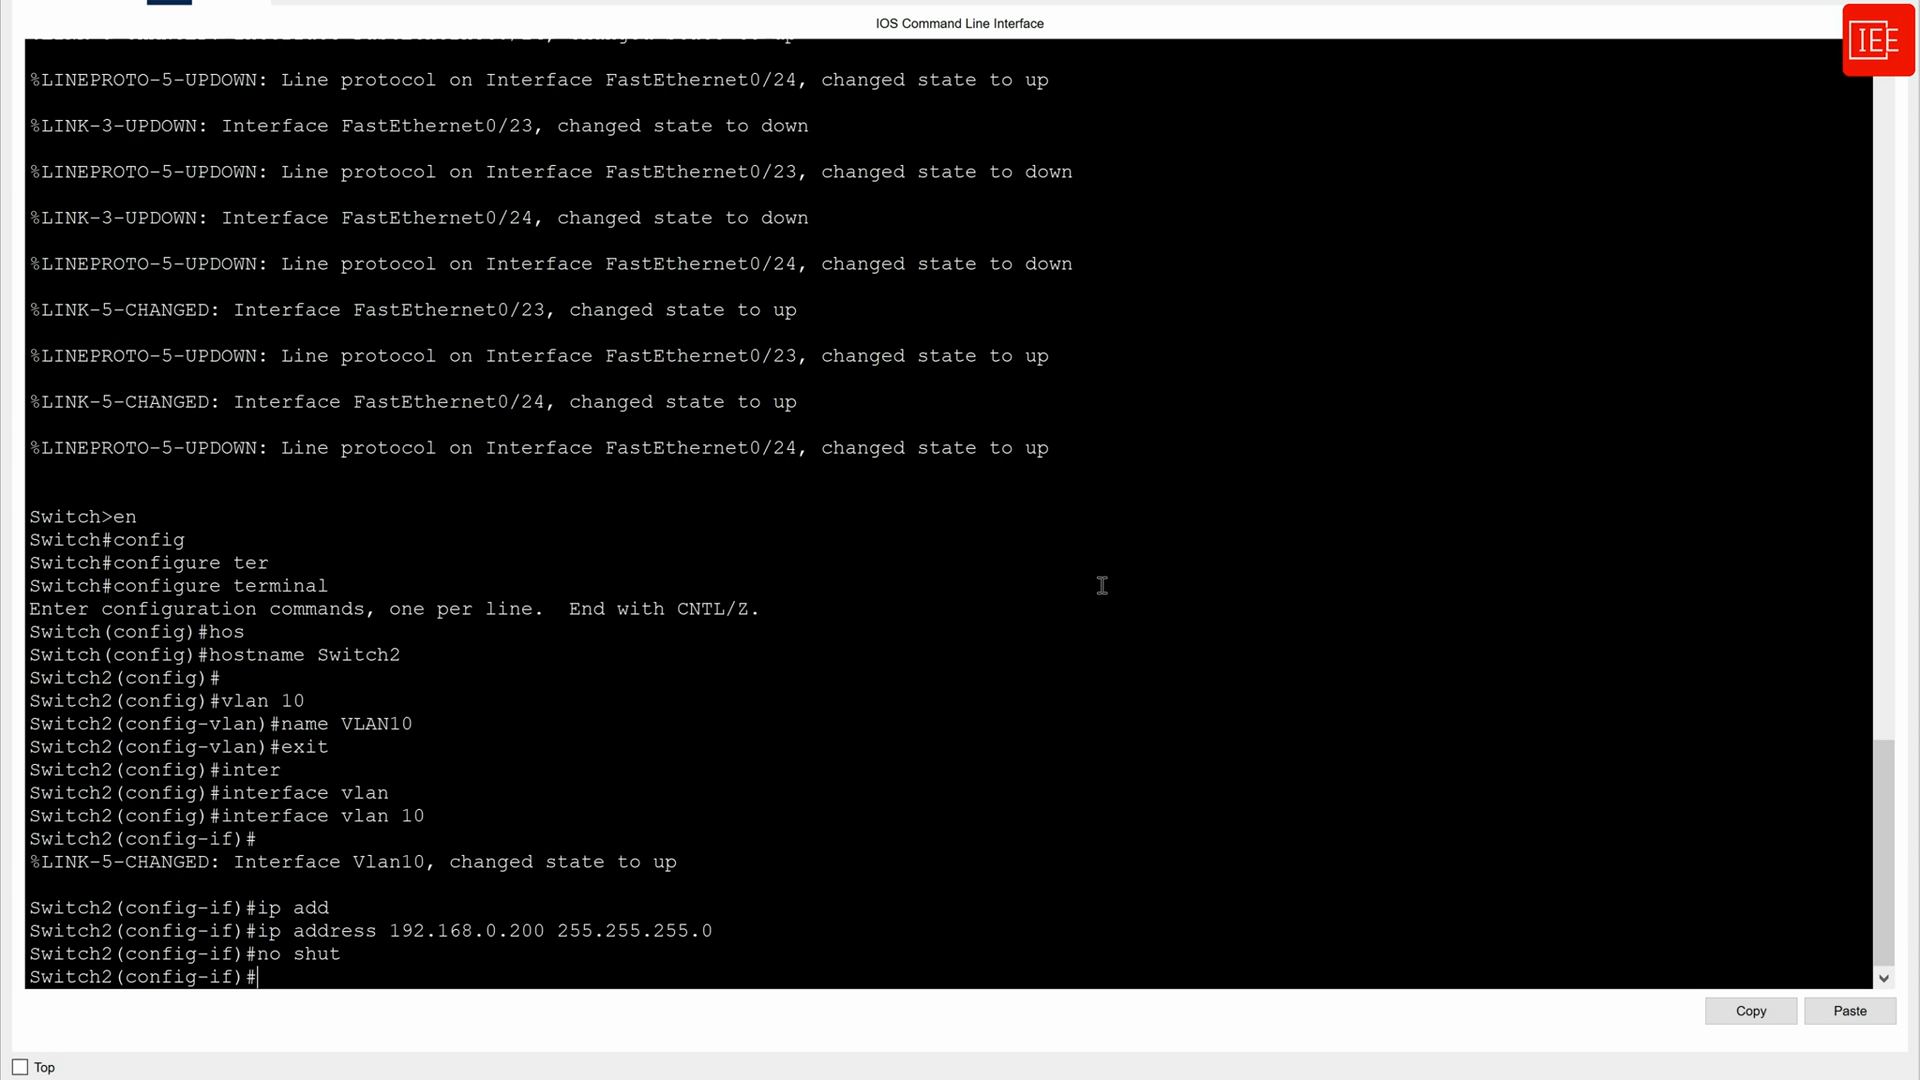 IOS Command Line Interface
IEE
%LINEPROTO-5-UPDOWN: Line protocol on Interface FastEthernet0/24, changed state to up
%LINK-3-UPDOWN: Interface FastEthernet0/23, changed state to down
%LINEPROTO-5-UPDOWN: Line protocol on Interface FastEthernet0/23, changed state to down
%LINK-3-UPDOWN: Interface FastEthernet0/24, changed state to down
%LINEPROTO-5-UPDOWN: Line protocol on Interface FastEthernet0/24, changed state to down
%LINK-5-CHANGED: Interface FastEthernet0/23, changed state to up
%LINEPROTO-5-UPDOWN: Line protocol on Interface FastEthernet0/23, changed state to up
%LINK-5-CHANGED: Interface FastEthernet0/24, changed state to up
%LINEPROTO-5-UPDOWN: Line protocol on Interface FastEthernet0/24, changed state to up
Switch>en
Switch#config
Switch#configure ter
Switch#configure terminal
Enter configuration commands, one per line.  End with CNTL/Z.
Switch(config)#hos
Switch(config)#hostname Switch2
Switch2(config)#
Switch2(config)#vlan 10
Switch2(config-vlan)#name VLAN10
Switch2(config-vlan)#exit
Switch2(config)#inter
Switch2(config)#interface vlan
Switch2(config)#interface vlan 10
Switch2(config-if)#
%LINK-5-CHANGED: Interface Vlan10, changed state to up
Switch2(config-if)#ip add
Switch2(config-if)#ip address 192.168.0.200 255.255.255.0
Switch2(config-if)#no shut
Switch2(config-if)#
Copy
Paste
Top